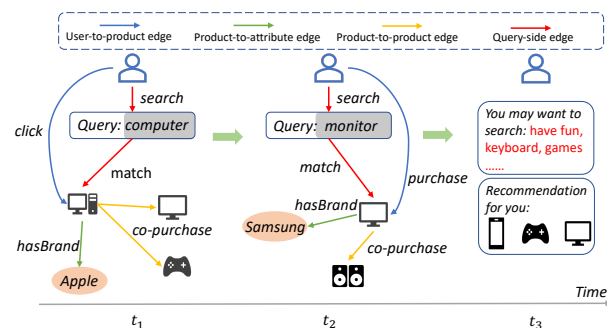 User-to-product edge Product-to-attribute edge Product-to-product edge Query-side edge
search
search
click
Query: computer
Query: monitor
You may want to
search: have fun,
keyboard, games
......
match
match
purchase
hasBrand
Samsung
co-purchase
hasBrand
co-purchase
Apple
Recommendation
for you:
Time
t₁
t₂
t₃